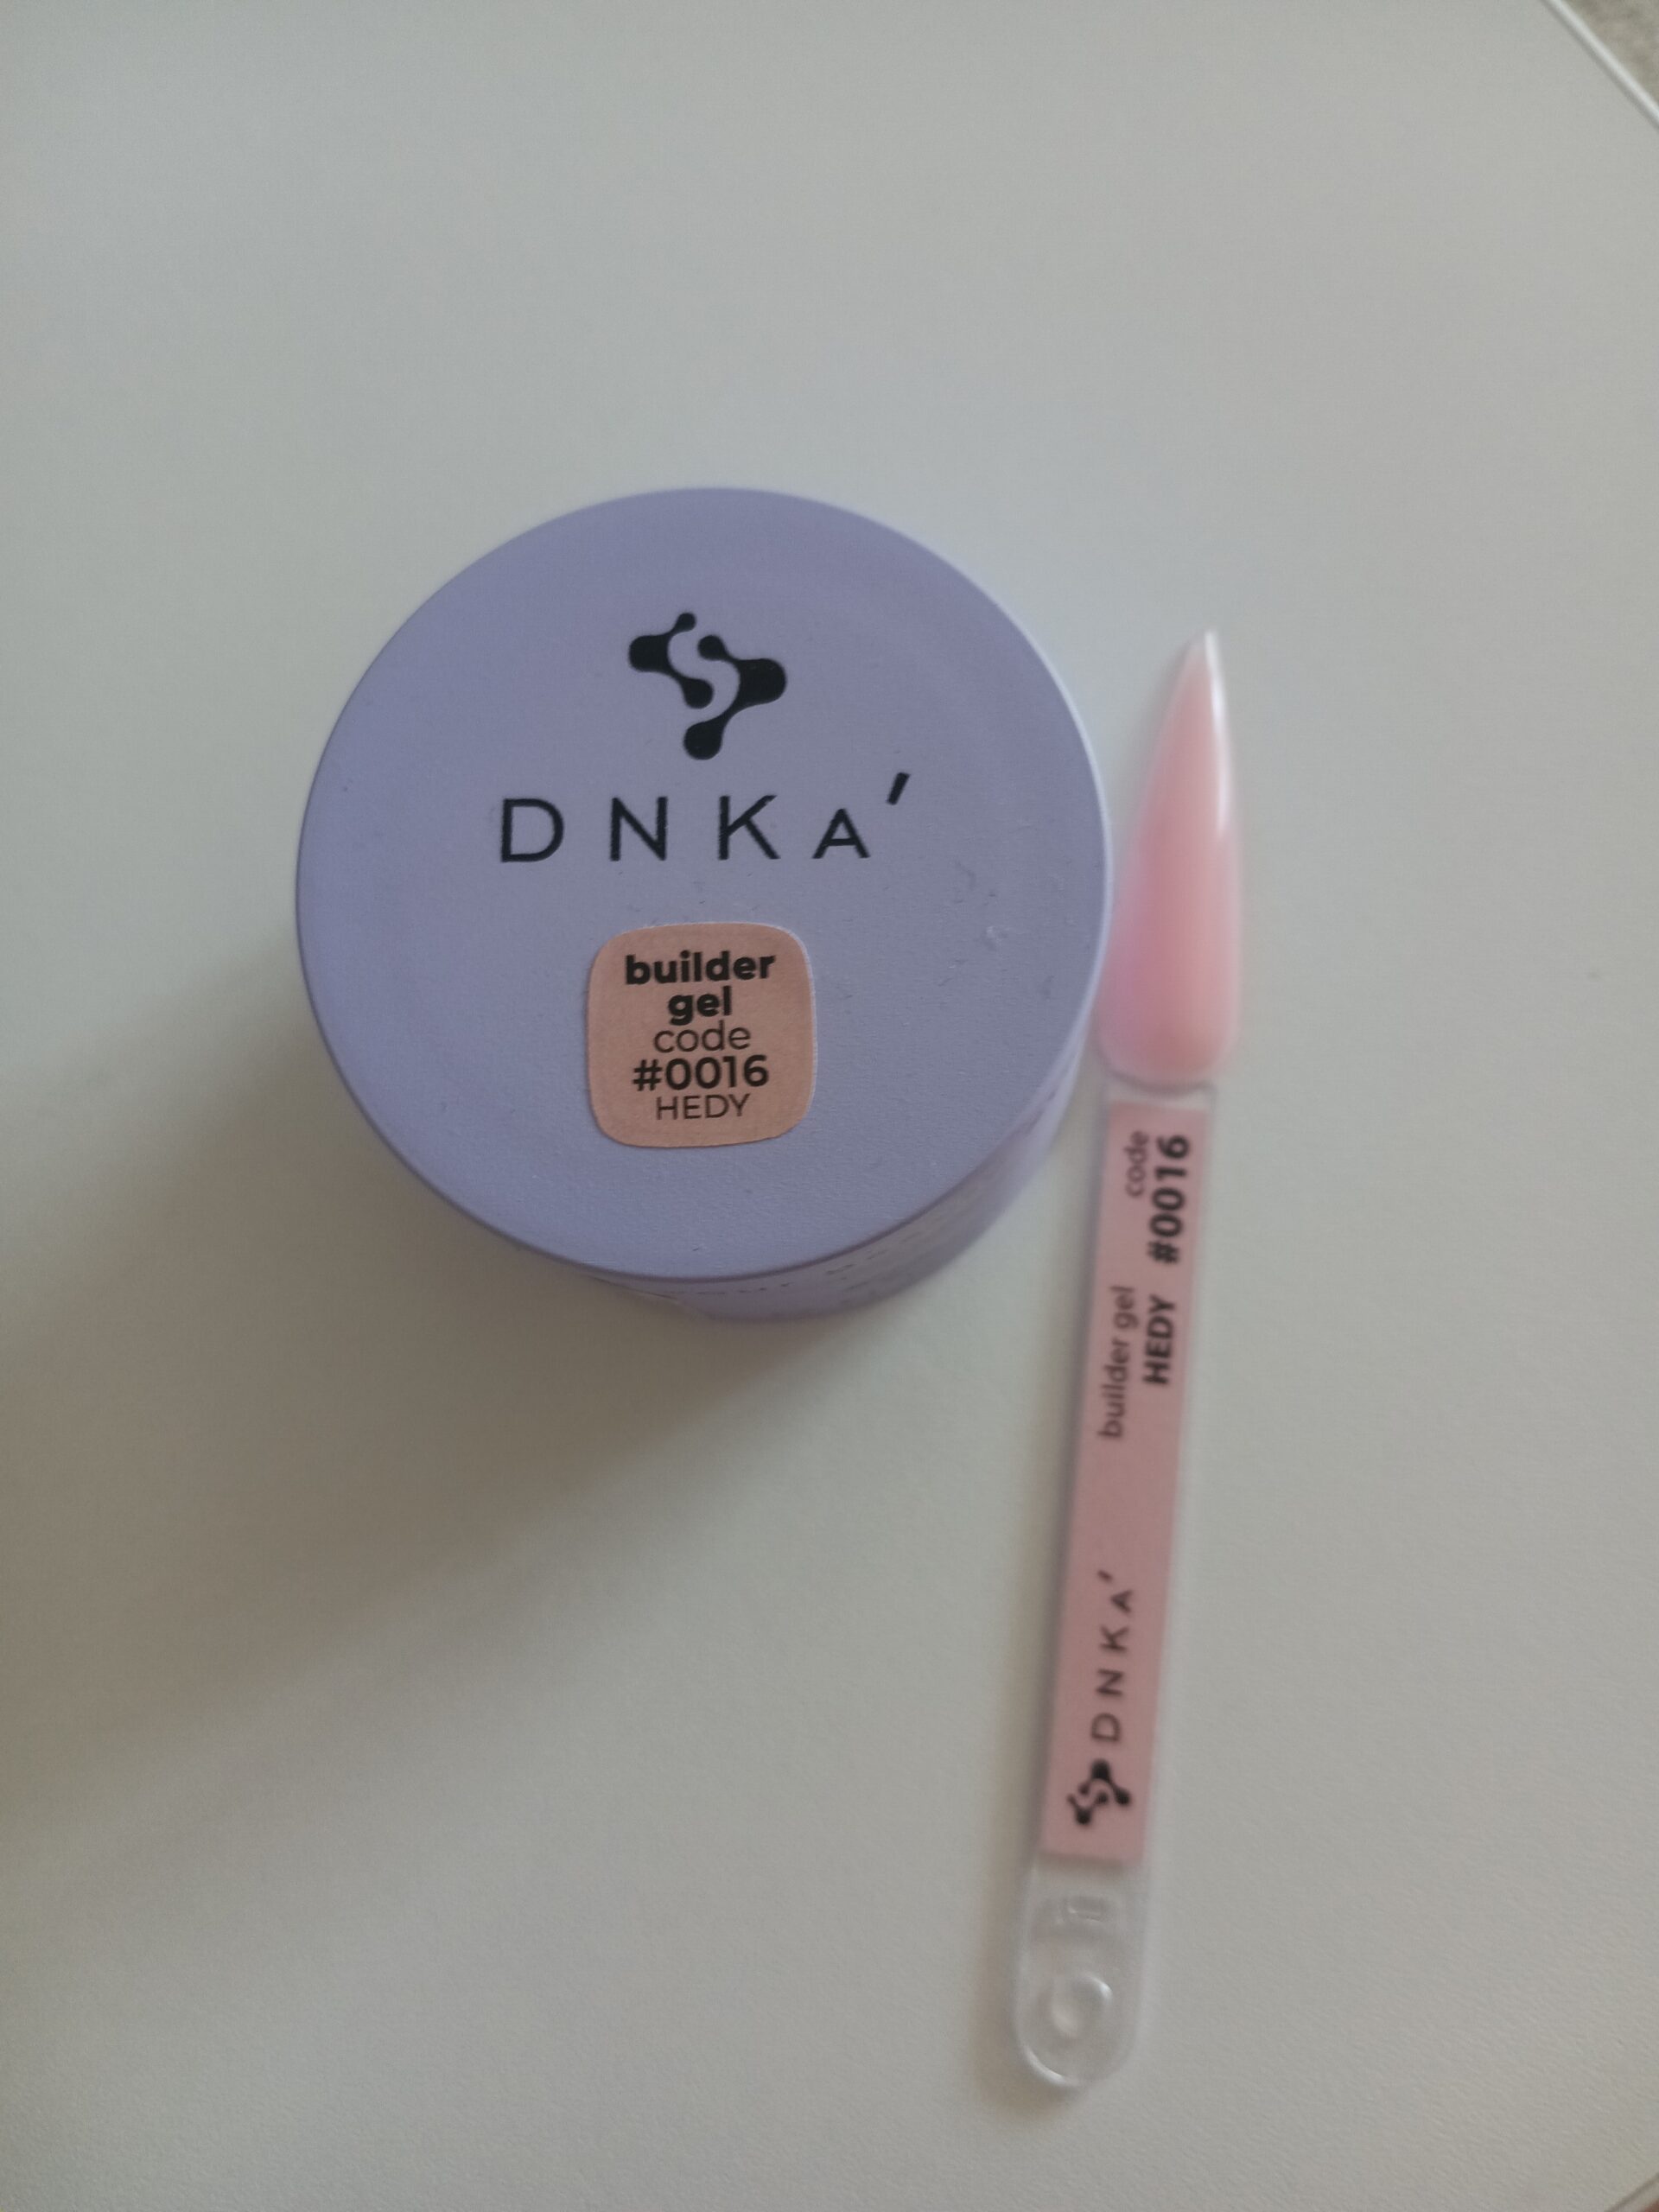 DNKA'
builder
gel
code
#0016
HEDY
code
#0016
builder gel
HEDY
DNKA'